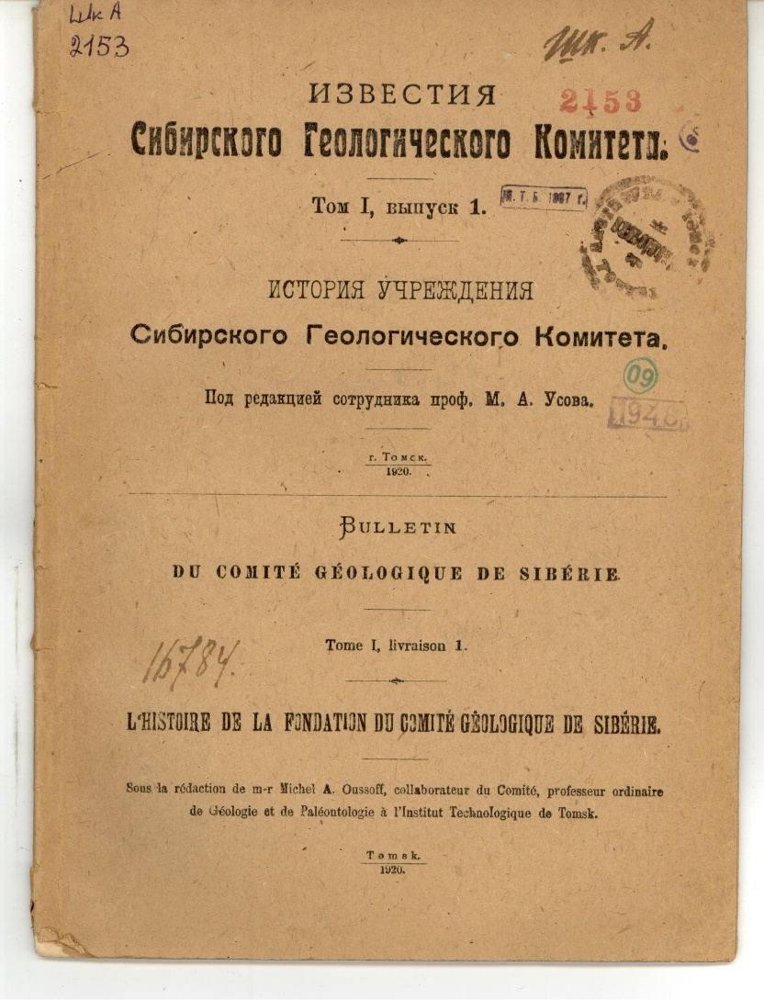 Шк А
2153
Шк. А.
ИЗВЕСТИЯ
2153
Сибирского Геологического Комитета.
Том I, выпуск 1.
ИСТОРИЯ УЧРЕЖДЕНИЯ
Сибирского Геологического Комитета.
09
Под редакцией сотрудника проф. М. А. Усова.
1948
г. Томск.
1920.
BULLETIN
DU COMITÉ GÉOLOGIQUE DE SIBÉRIE.
Tome I, livraison 1.
16784.
L'HISTOIRE DE LA FONDATION DU COMITÉ GÉOLOGIQUE DE SIBÉRIE.
Sous la rédaction de m-r Michel A. Oussoff, collaborateur du Comité, professeur ordinaire
de Géologie et de Paléontologie à l'Institut Technologique de Tomsk.
Tomsk.
1920.